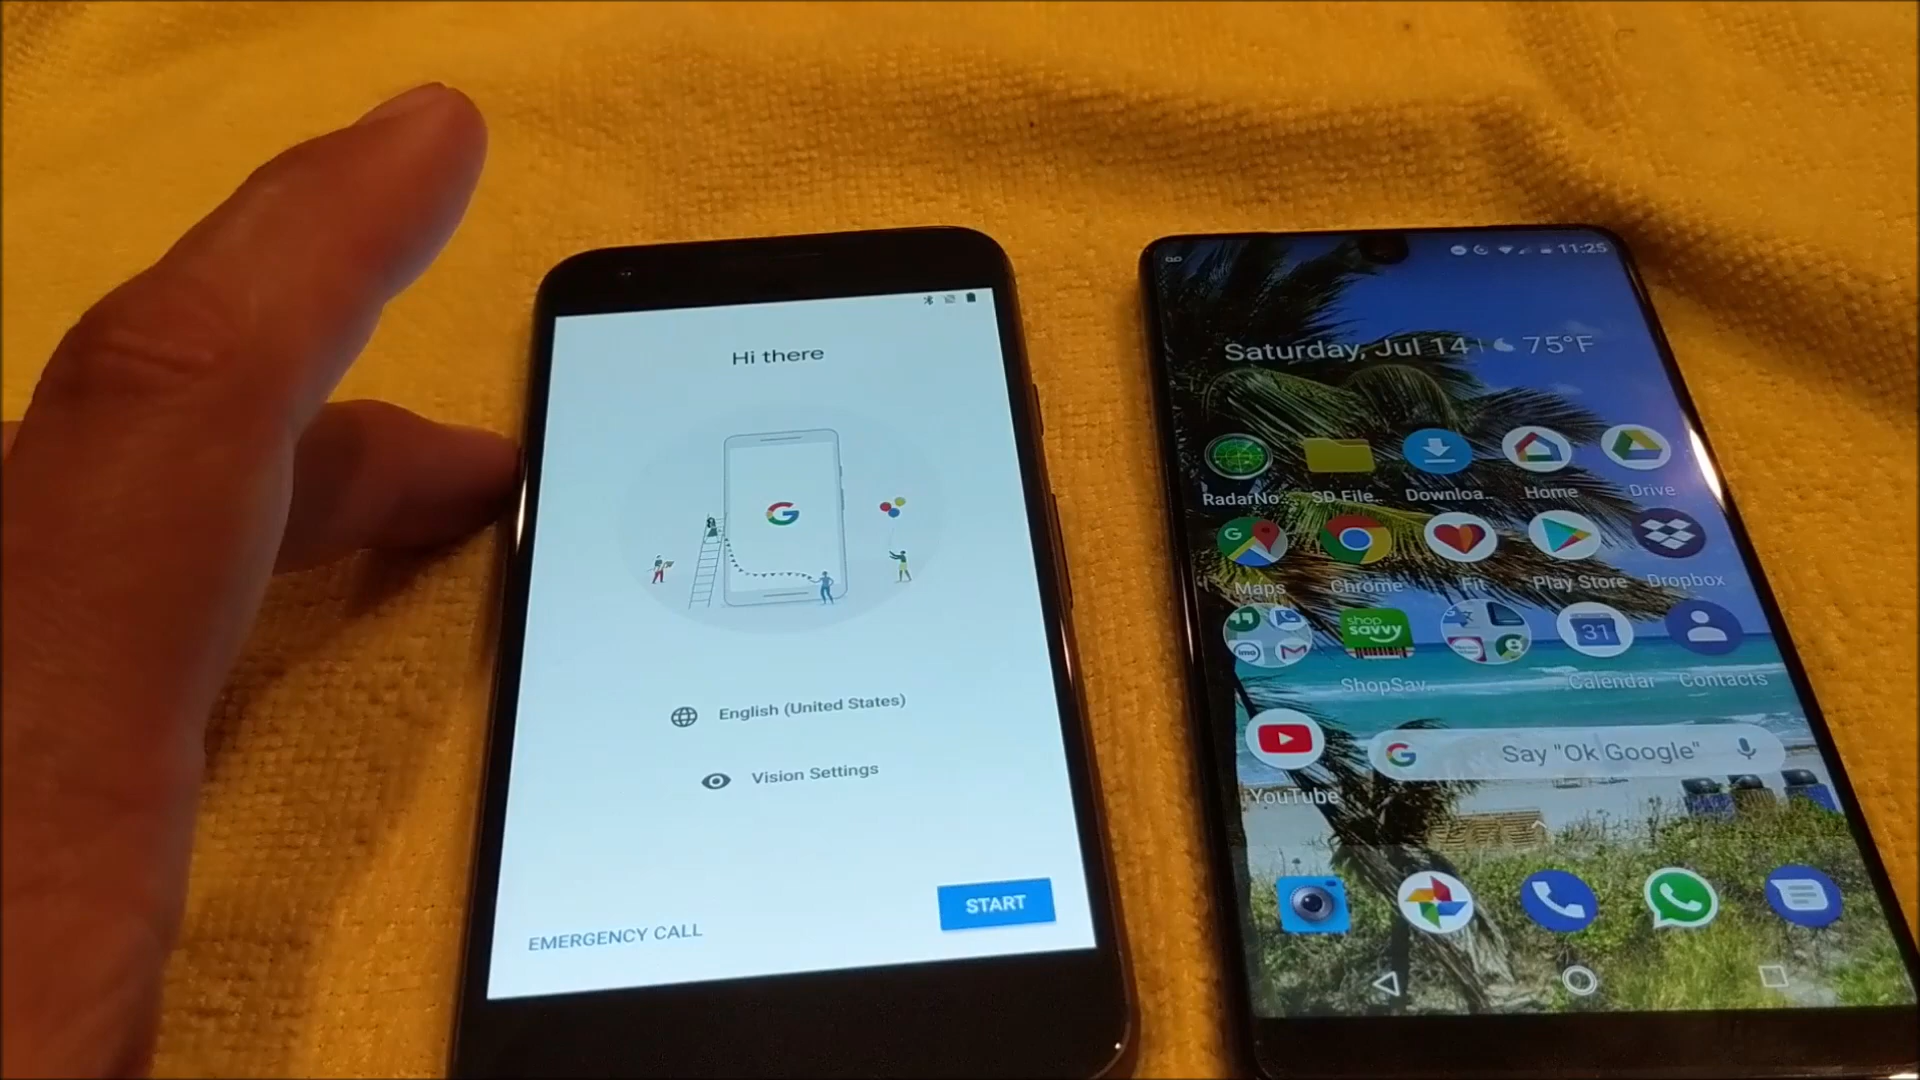 Hi there
English (United States)
Vision Settings
START
EMERGENCY CALL
11:25
Saturday, Jul 14 75°F
RadarNo... SD File... Downloa... Home Drive
G
Maps Chrome Fit Play Store Dropbox
imo
shop
savvy
31
ShopSav... Calendar Contacts
Say "Ok Google"
YouTube